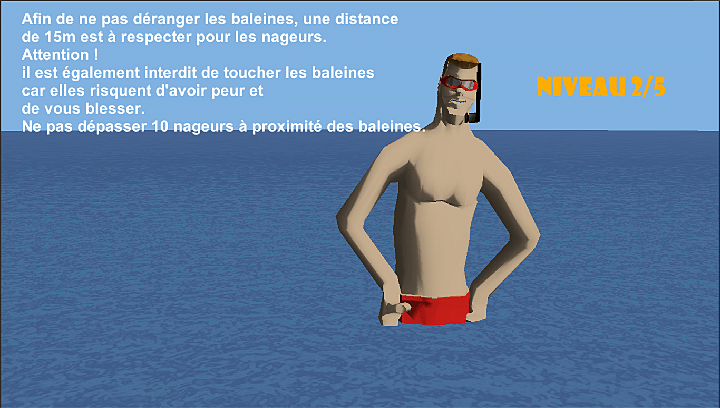 Afin de ne pas déranger les baleines, une distance
de 15m est à respecter pour les nageurs.
Attention !
il est également interdit de toucher les baleines
car elles risquent d'avoir peur et
de vous blesser.
Ne pas dépasser 10 nageurs à proximité des baleines.
NIVEAU 2/5